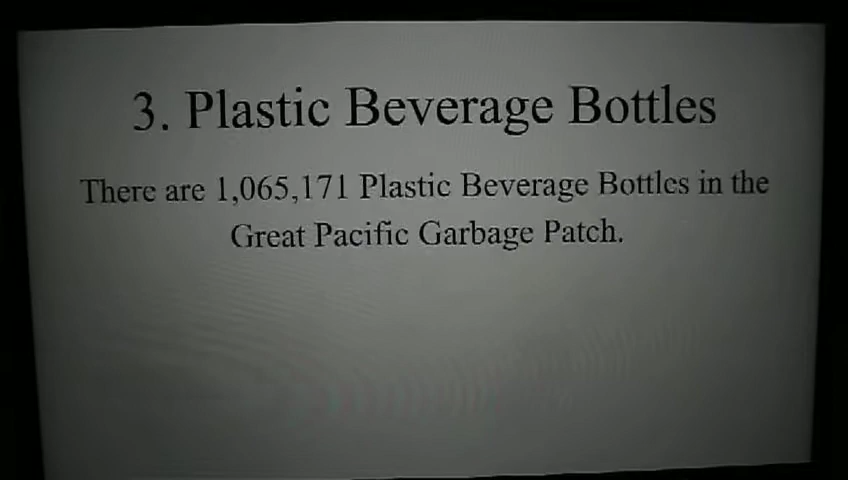 3. Plastic Beverage Bottles
There are 1,065,171 Plastic Beverage Bottles in the
Great Pacific Garbage Patch.